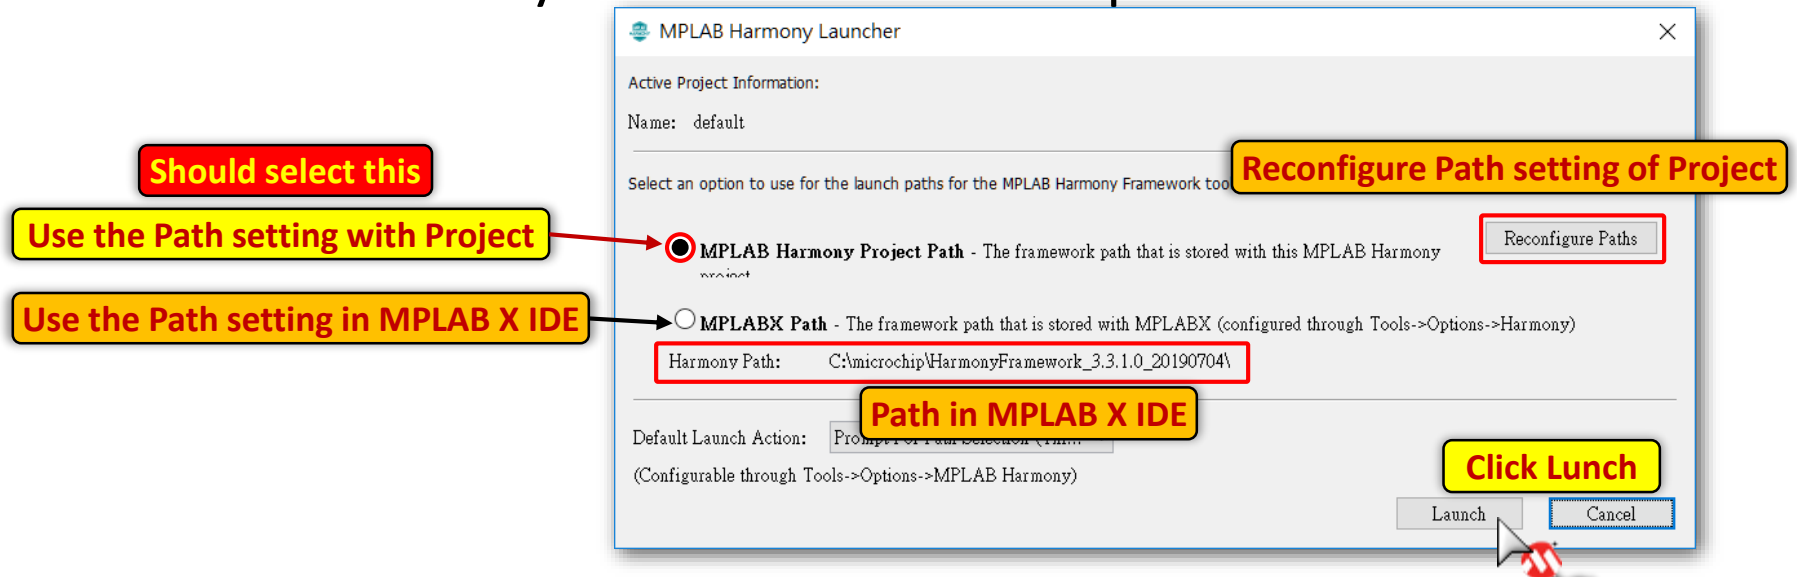 MPLAB Harmony Launcher
Active Project Information:
Name: default
Should select this
Reconfigure Path setting of Project
Select an option to use for the launch paths for the MPLAB Harmony Framework
Use the Path setting with Project
MPLAB Harmony Project Path - The framework path that is stored with this MPLAB Harmony
project
Reconfigure Paths
Use the Path setting in MPLAB X IDE
MPLABX Path - The framework path that is stored with MPLABX (configured through Tools->Options->Harmony)
Harmony Path: C:\microchip\HarmonyFramework_3.3.1.0_20190704\
Path in MPLAB X IDE
Default Launch Action: Prompt For Path Selection
(Configurable through Tools->Options->MPLAB Harmony)
Click Lunch
Launch
Cancel